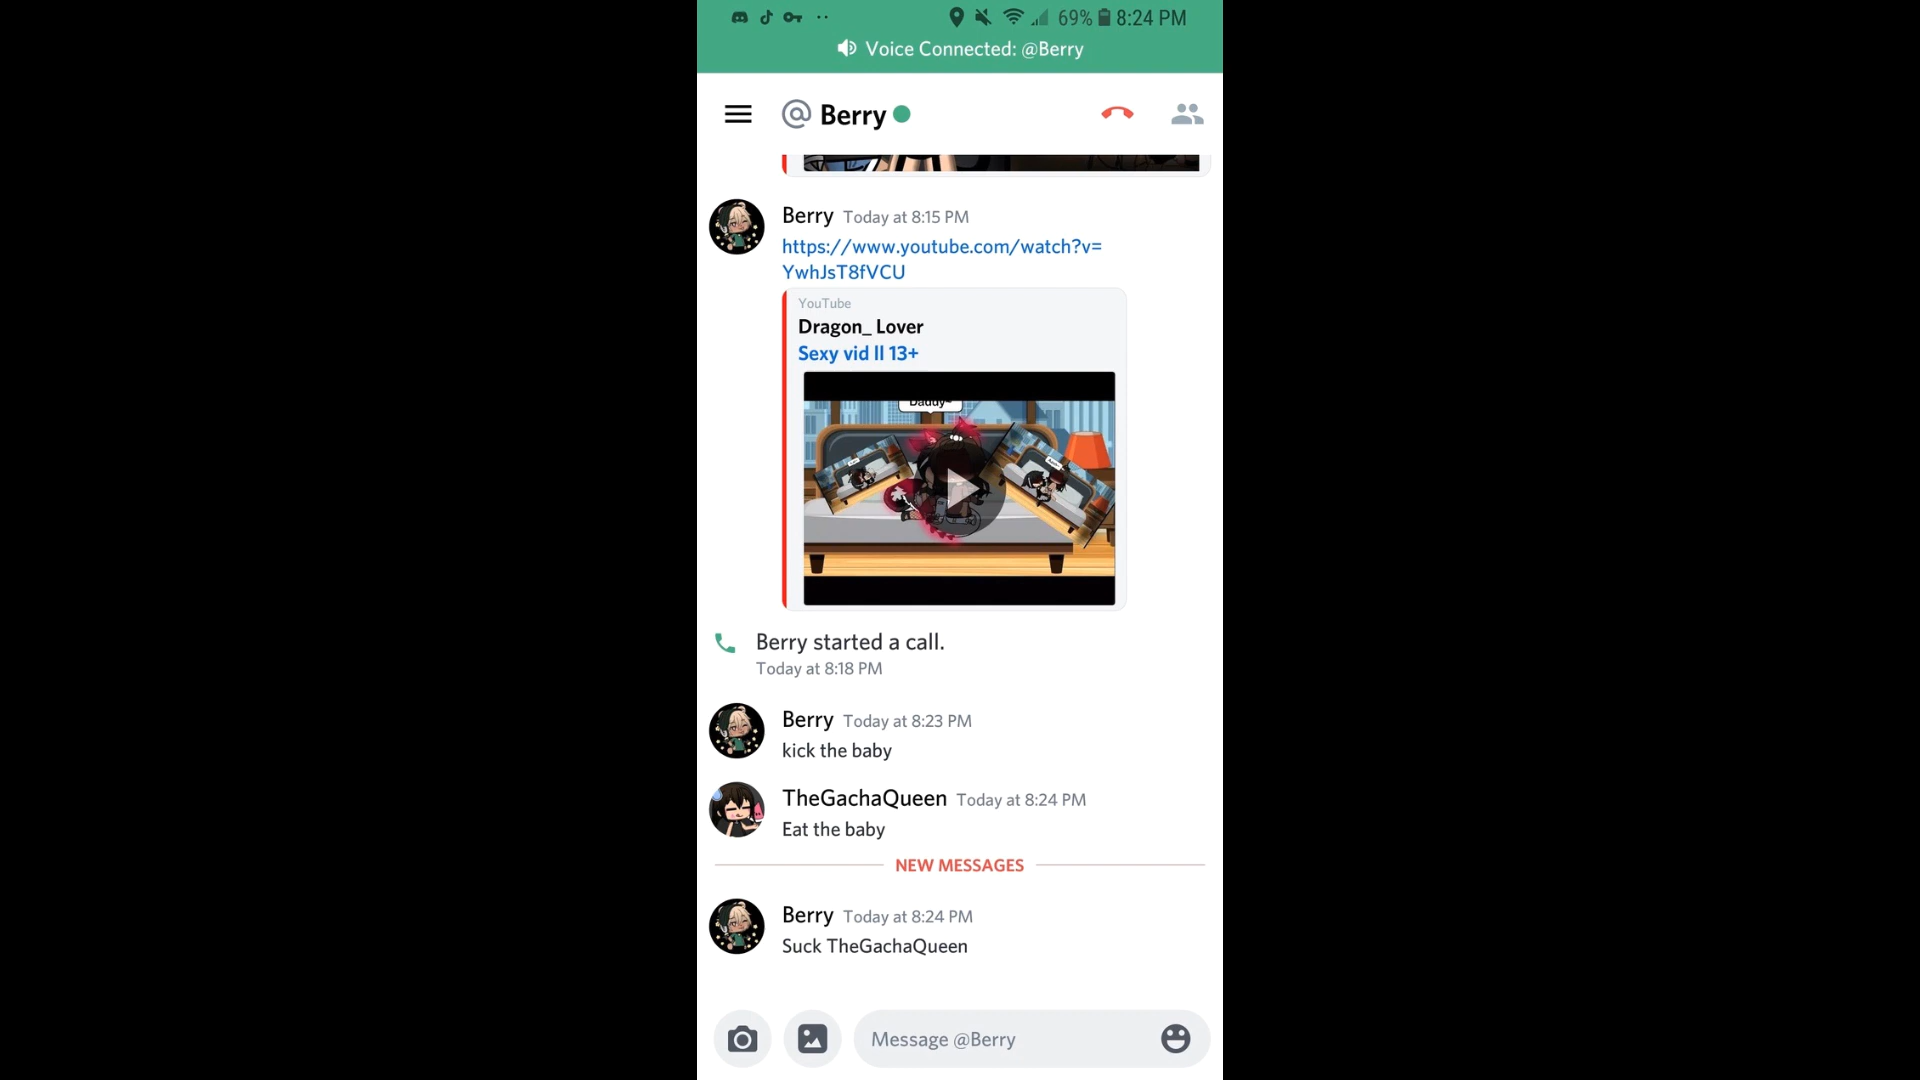 69% 8:24 PM
Voice Connected: @Berry
@ Berry
Berry Today at 8:15 PM
https://www.youtube.com/watch?v=
YwhJsT8fVCU
YouTube
Dragon_ Lover
Sexy vid ll 13+
Daddy~
Berry started a call.
Today at 8:18 PM
Berry Today at 8:23 PM
kick the baby
TheGachaQueen Today at 8:24 PM
Eat the baby
NEW MESSAGES
Berry Today at 8:24 PM
Suck TheGachaQueen
Message @Berry